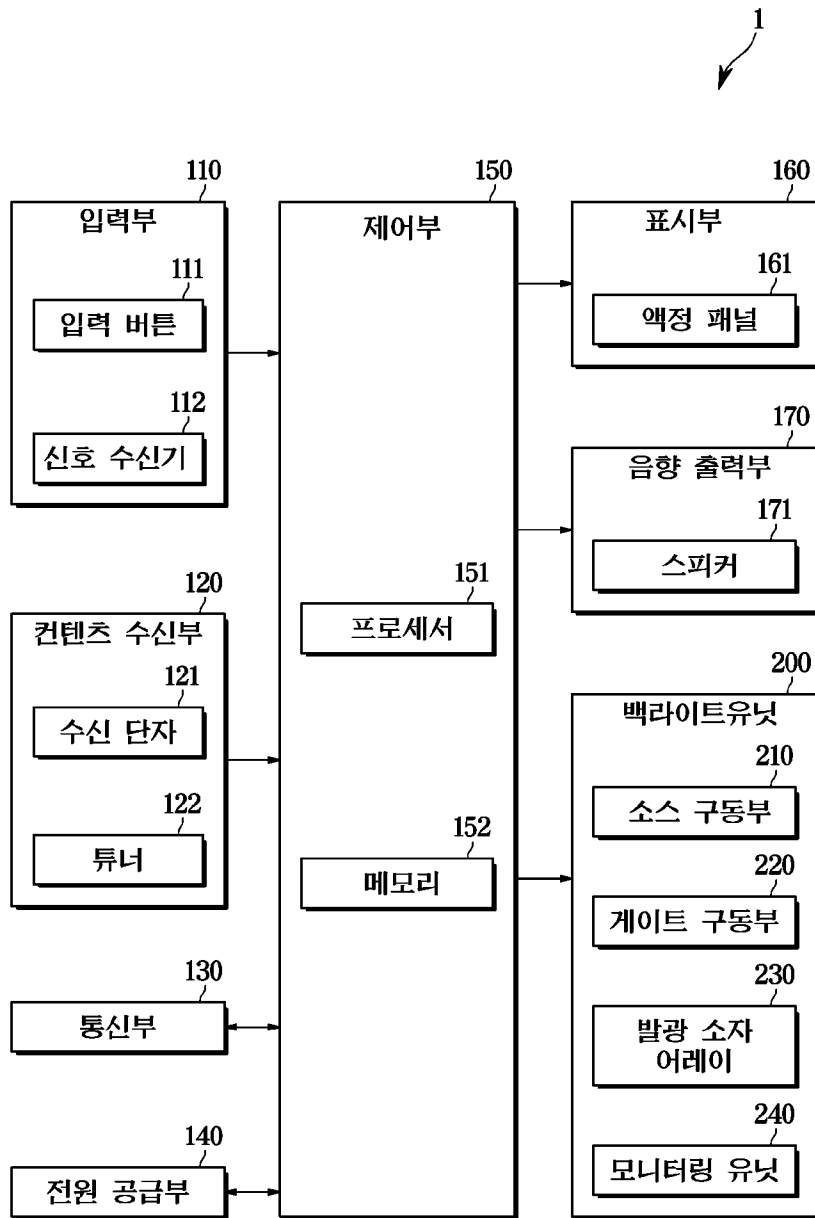 1
110
입력부
111
입력 버튼
112
신호 수신기
120
컨텐츠 수신부
121
수신 단자
122
튜너
130
통신부
140
전원 공급부
150
제어부
151
프로세서
152
메모리
160
표시부
161
액정 패널
170
음향 출력부
171
스피커
200
백라이트유닛
210
소스 구동부
220
게이트 구동부
230
발광 소자
어레이
240
모니터링 유닛